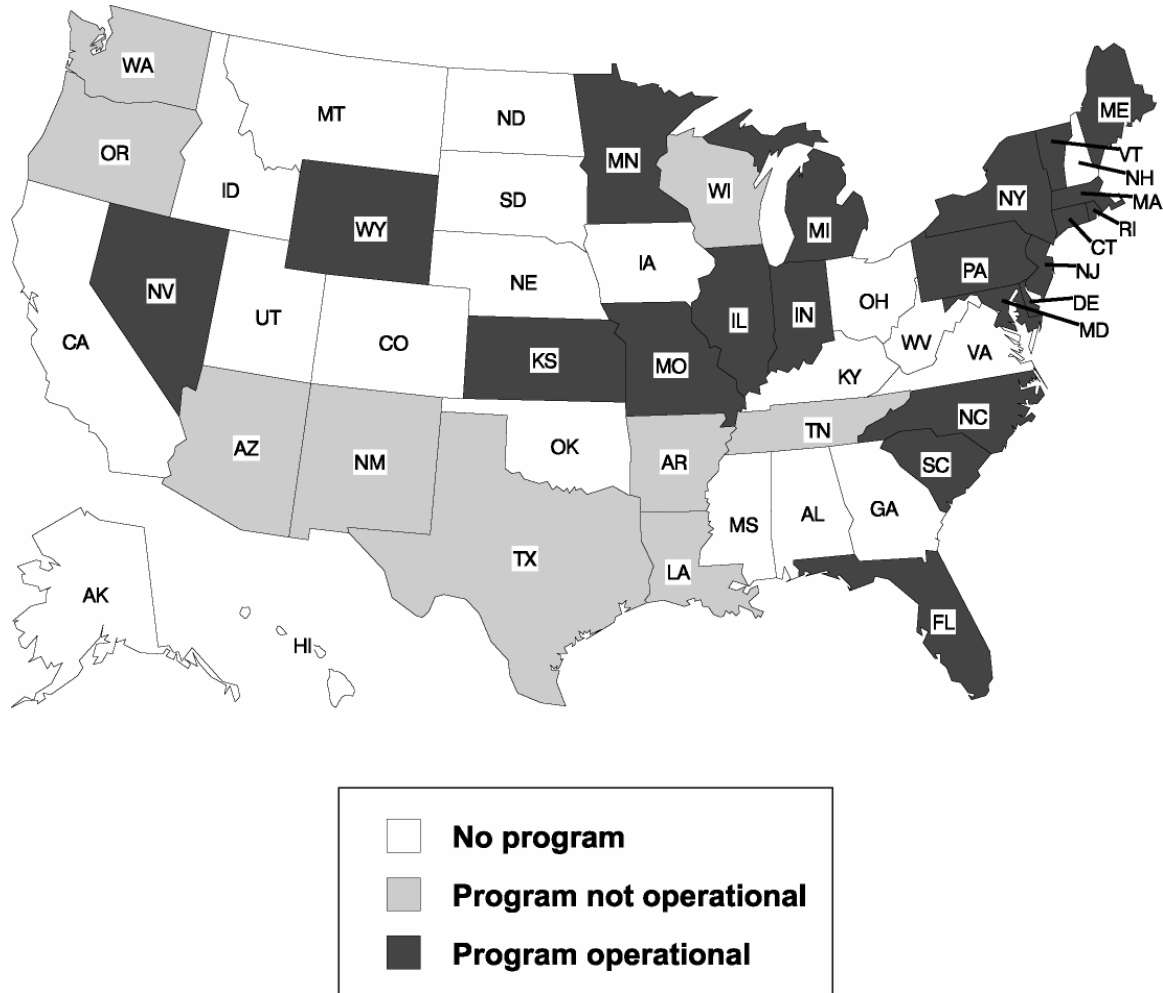 WA
MT
ND
ME
OR
MN
VT
ID
WI
NH
SD
NY
MA
WY
MI
RI
CT
IA
PA
NJ
NV
NE
OH
DE
UT
IL
IN
MD
CA
CO
WV
VA
KS
MO
KY
NC
TN
AZ
OK
NM
AR
SC
GA
MS
AL
TX
LA
AK
FL
HI
No program
Program not operational
Program operational